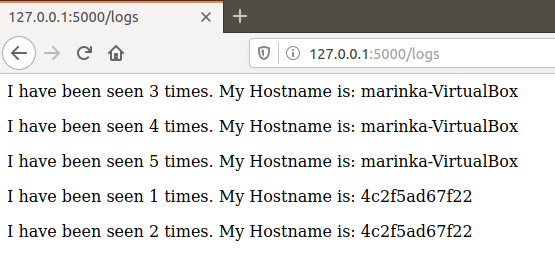 127.0.0.1:5000/logs
127.0.0.1:5000/logs
I have been seen 3 times. My Hostname is: marinka-VirtualBox
I have been seen 4 times. My Hostname is: marinka-VirtualBox
I have been seen 5 times. My Hostname is: marinka-VirtualBox
I have been seen 1 times. My Hostname is: 4c2f5ad67f22
I have been seen 2 times. My Hostname is: 4c2f5ad67f22